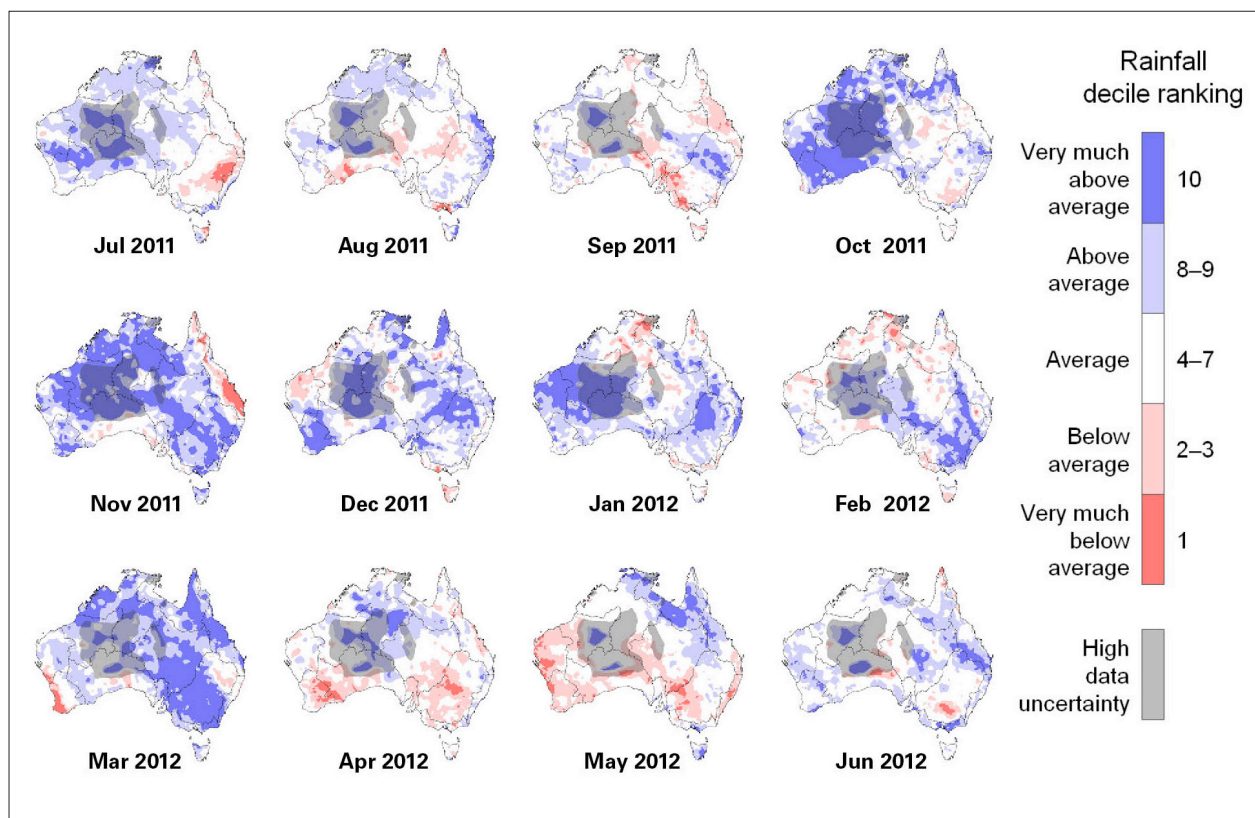 Jul 2011
Aug 2011
Sep 2011
Oct 2011
Nov 2011
Dec 2011
Jan 2012
Feb 2012
Mar 2012
Apr 2012
May 2012
Jun 2012
Rainfall
decile ranking
Very much
above
average
10
Above
average
8–9
Average
4–7
Below
average
2–3
Very much
below
average
1
High
data
uncertainty